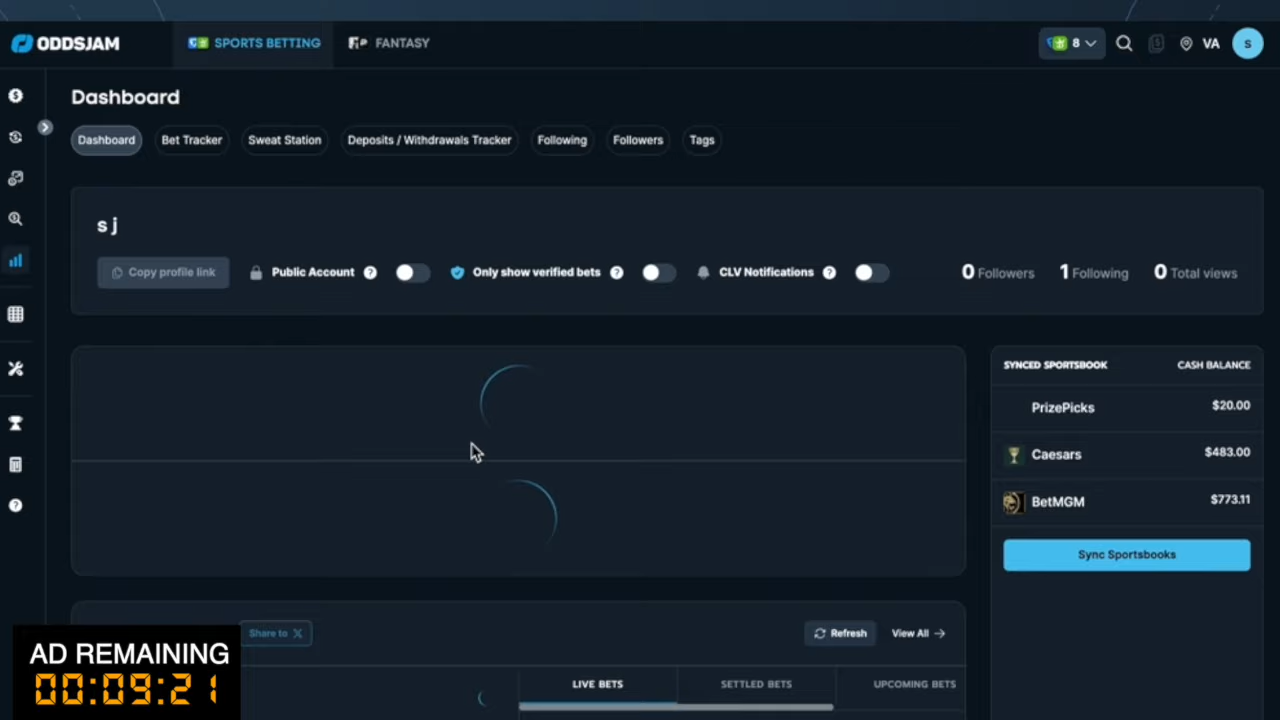 ODDSJAM
SPORTS BETTING
FANTASY
8
VA
S
Dashboard
Dashboard
Bet Tracker
Sweat Station
Deposits / Withdrawals Tracker
Following
Followers
Tags
s j
Copy profile link
Public Account ?
Only show verified bets ?
CLV Notifications ?
0 Followers
1 Following
0 Total views
SYNCED SPORTSBOOK
CASH BALANCE
PrizePicks
$20.00
Caesars
$483.00
BetMGM
$773.11
Sync Sportsbooks
Share to X
Refresh
View All →
LIVE BETS
SETTLED BETS
UPCOMING BETS
AD REMAINING
00:09:21